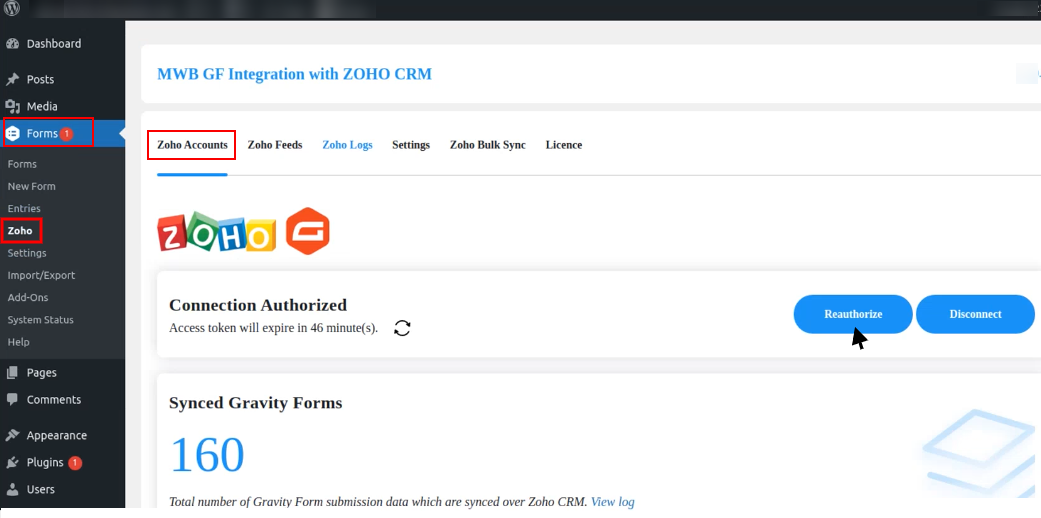 Dashboard
Posts
Media
Forms 1
Forms
New Form
Entries
Zoho
Settings
Import/Export
Add-Ons
System Status
Help
Pages
Comments
Appearance
Plugins 1
Users
MWB GF Integration with ZOHO CRM
Zoho Accounts Zoho Feeds Zoho Logs Settings Zoho Bulk Sync Licence
ZOHO
Connection Authorized
Access token will expire in 46 minute(s).
Reauthorize Disconnect
Synced Gravity Forms
160
Total number of Gravity Form submission data which are synced over Zoho CRM. View log